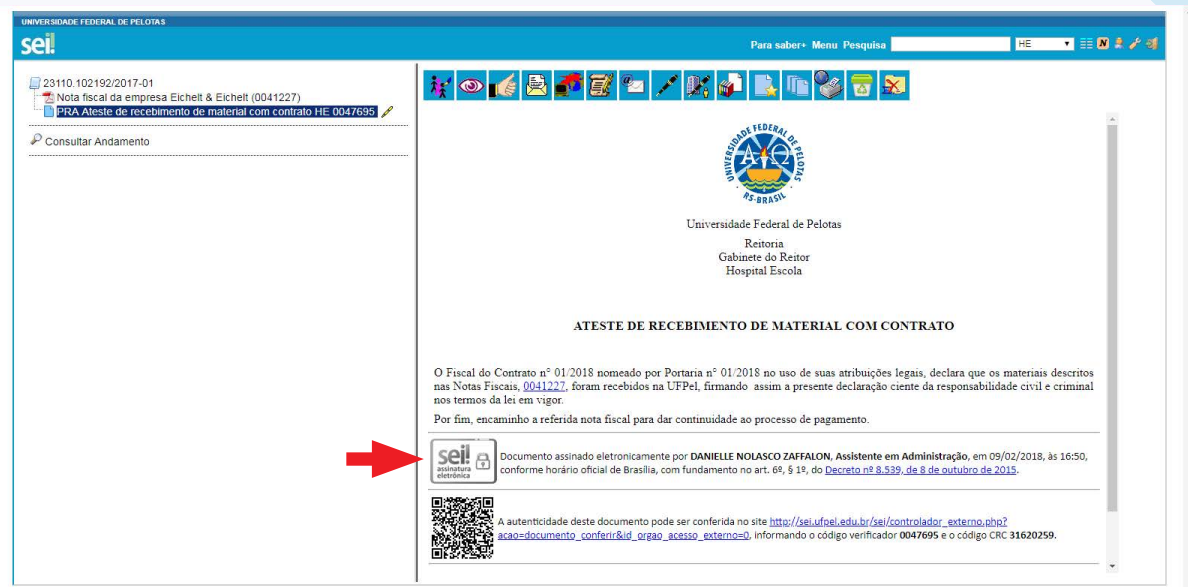 UNIVERSIDADE FEDERAL DE PELOTAS
sei!
Para saber+ Menu Pesquisa
HE
N
23110.102192/2017-01
Nota fiscal da empresa Eichelt & Eichelt (0041227)
PRA Ateste de recebimento de material com contrato HE 0047695
Consultar Andamento
UNIVERSIDADE FEDERAL DE PELOTAS
RS-BRASIL
Universidade Federal de Pelotas
Reitoria
Gabinete do Reitor
Hospital Escola
ATESTE DE RECEBIMENTO DE MATERIAL COM CONTRATO
O Fiscal do Contrato n° 01/2018 nomeado por Portaria n° 01/2018 no uso de suas atribuições legais, declara que os materiais descritos
nas Notas Fiscais, 0041227, foram recebidos na UFPel, firmando assim a presente declaração ciente da responsabilidade civil e criminal
nos termos da lei em vigor.
Por fim, encaminho a referida nota fiscal para dar continuidade ao processo de pagamento.
sei!
assinatura
eletrônica
Documento assinado eletronicamente por DANIELLE NOLASCO ZAFFALON, Assistente em Administração, em 09/02/2018, às 16:50,
conforme horário oficial de Brasília, com fundamento no art. 6º, § 1º, do Decreto nº 8.539, de 8 de outubro de 2015.
A autenticidade deste documento pode ser conferida no site http://sei.ufpel.edu.br/sei/controlador_externo.php?
acao=documento_conferir&id_orgao_acesso_externo=0, informando o código verificador 0047695 e o código CRC 31620259.